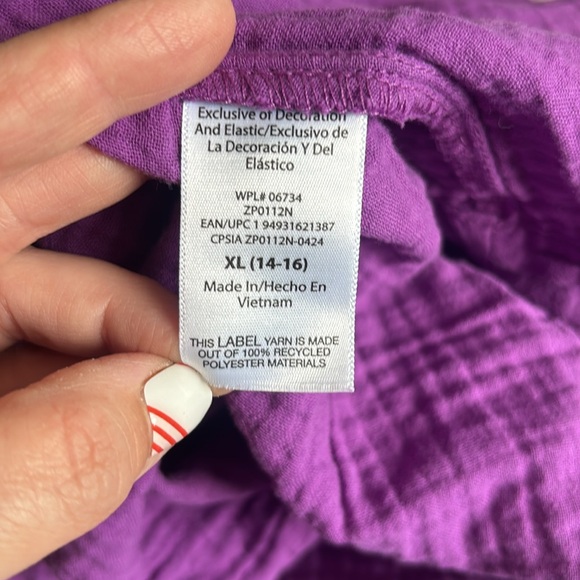 Exclusive of Decoration
And Elastic/Exclusivo de
La Decoración Y Del
Elástico
WPL# 06734
ZP0112N
EAN/UPC 1 94931621387
CPSIA ZP0112N-0424
XL (14-16)
Made In/Hecho En
Vietnam
THIS LABEL YARN IS MADE
OUT OF 100% RECYCLED
POLYESTER MATERIALS